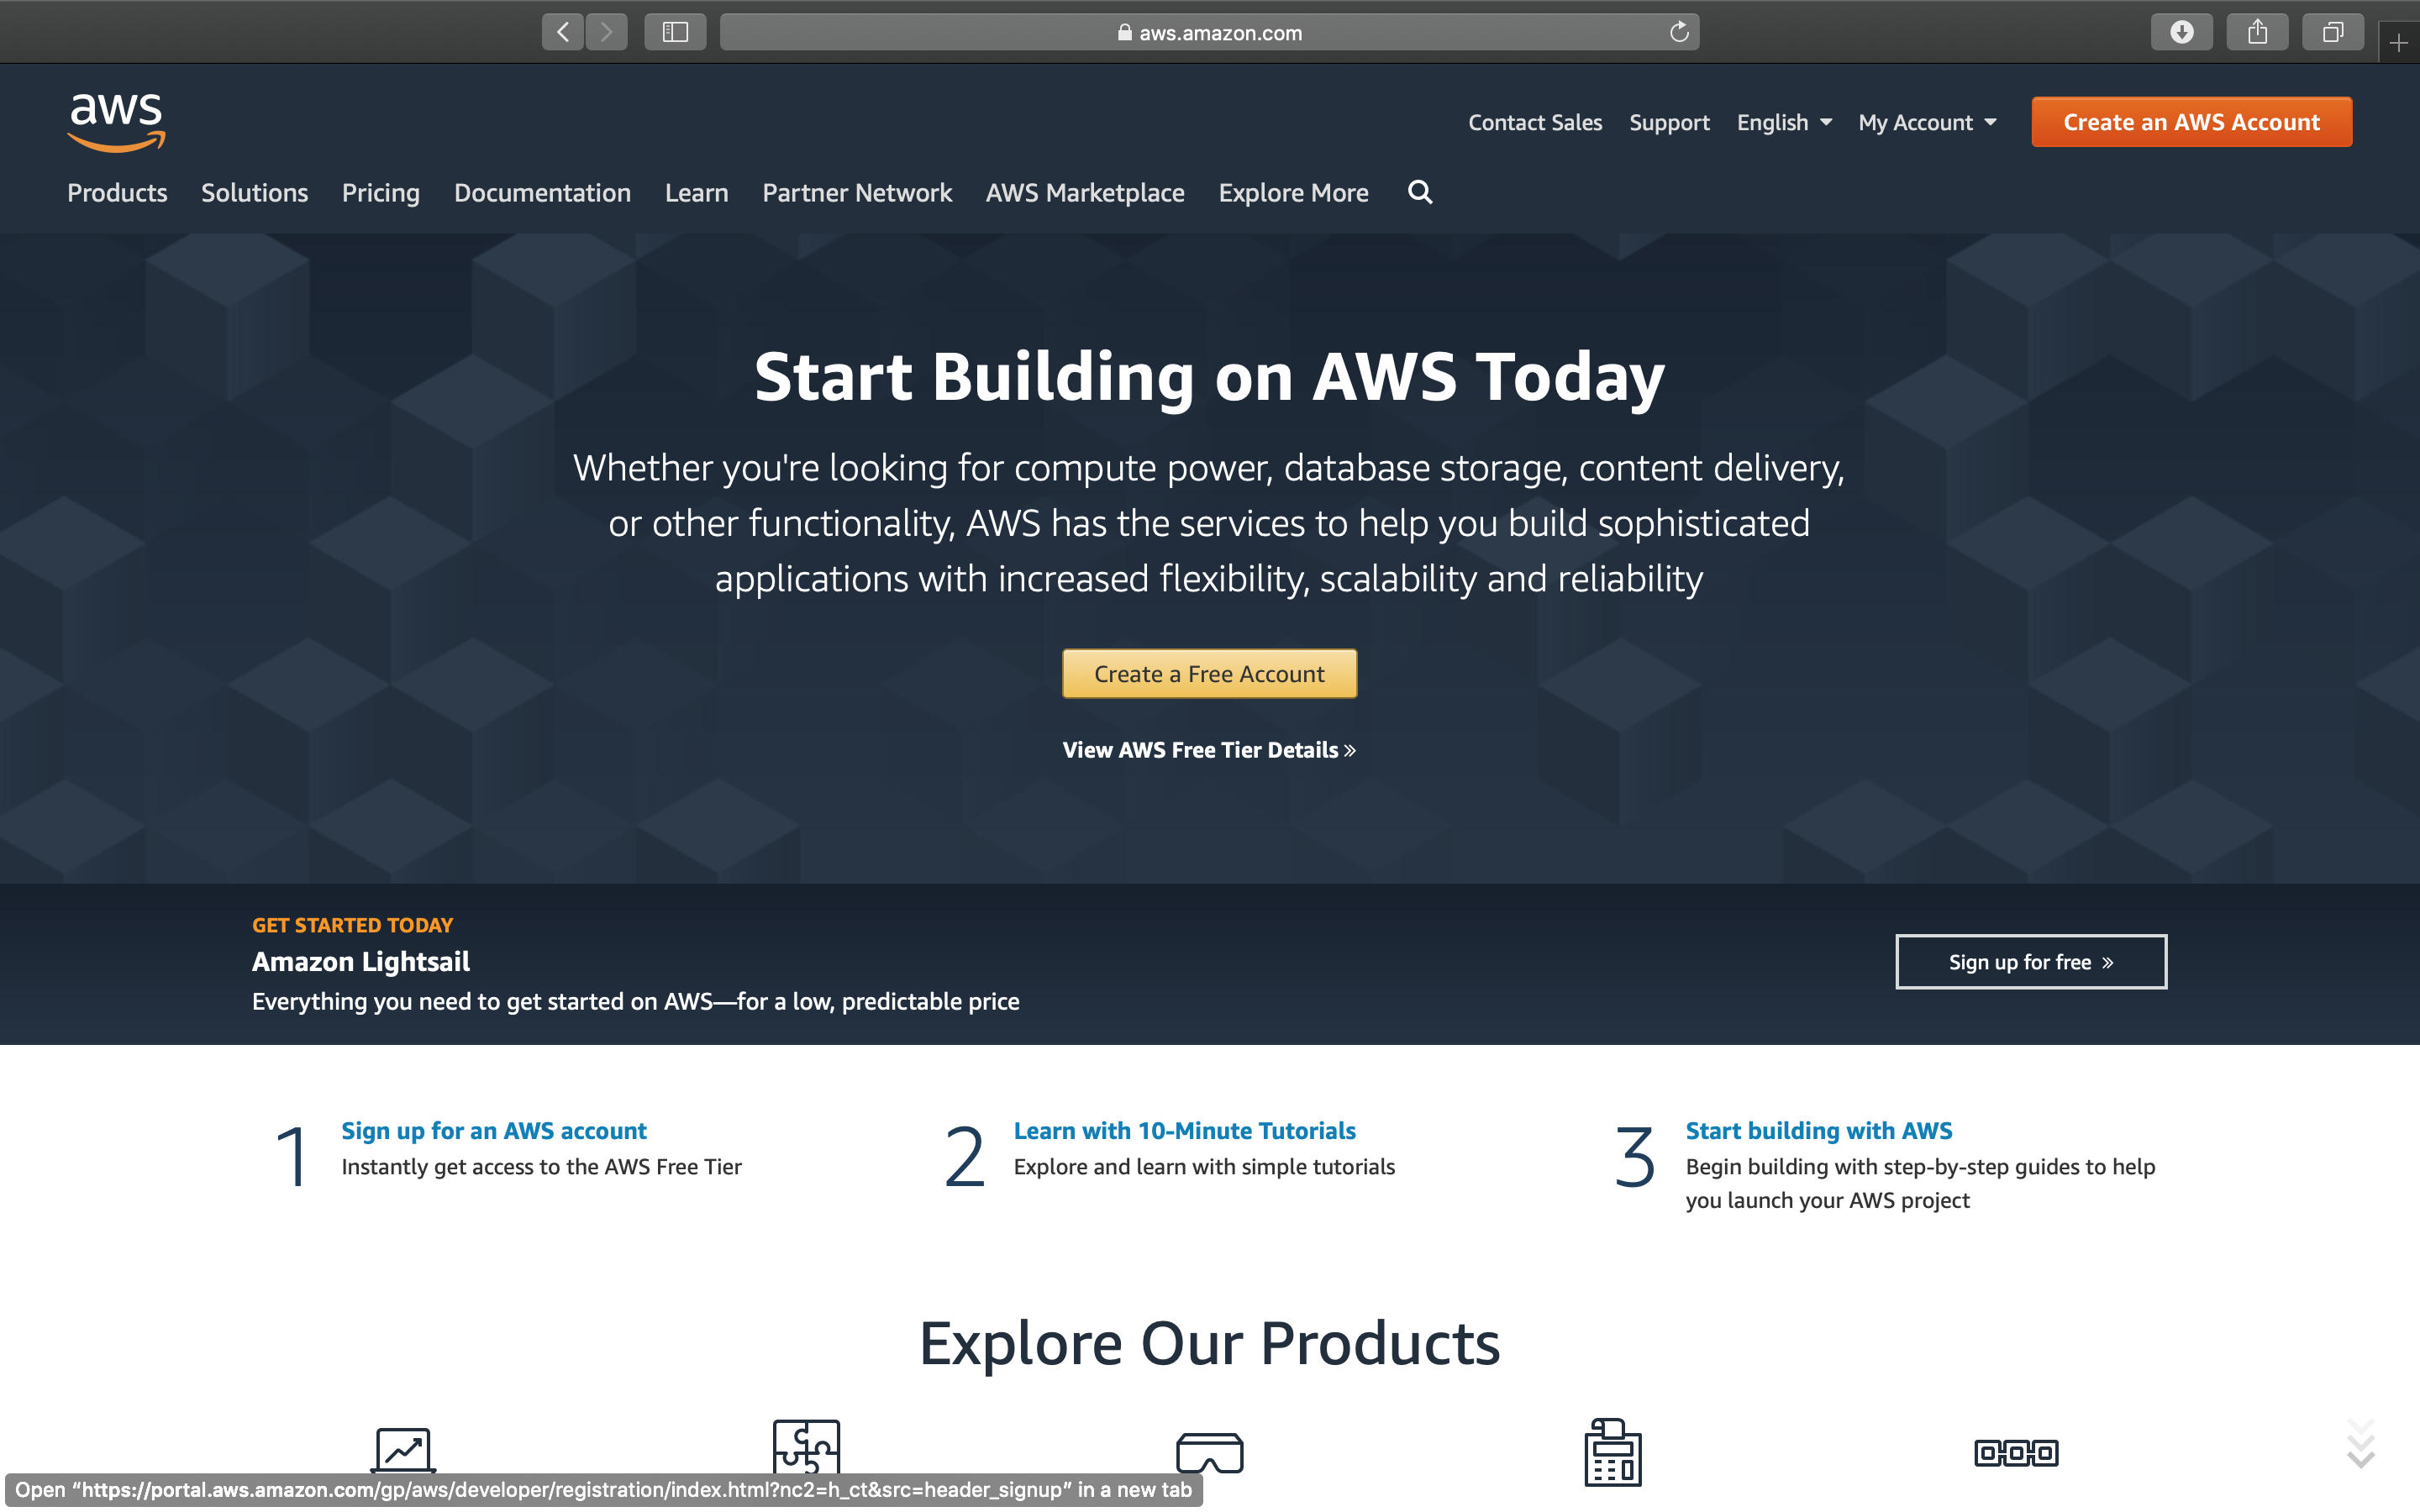 aws.amazon.com
aws
Contact Sales Support English My Account Create an AWS Account
Products Solutions Pricing Documentation Learn Partner Network AWS Marketplace Explore More
Start Building on AWS Today
Whether you're looking for compute power, database storage, content delivery,
or other functionality, AWS has the services to help you build sophisticated
applications with increased flexibility, scalability and reliability
Create a Free Account
View AWS Free Tier Details »
GET STARTED TODAY
Amazon Lightsail
Everything you need to get started on AWS—for a low, predictable price
Sign up for free »
1
Sign up for an AWS account
Instantly get access to the AWS Free Tier
2
Learn with 10-Minute Tutorials
Explore and learn with simple tutorials
3
Start building with AWS
Begin building with step-by-step guides to help
you launch your AWS project
Explore Our Products
Open “https://portal.aws.amazon.com/gp/aws/developer/registration/index.html?nc2=h_ct&src=header_signup” in a new tab